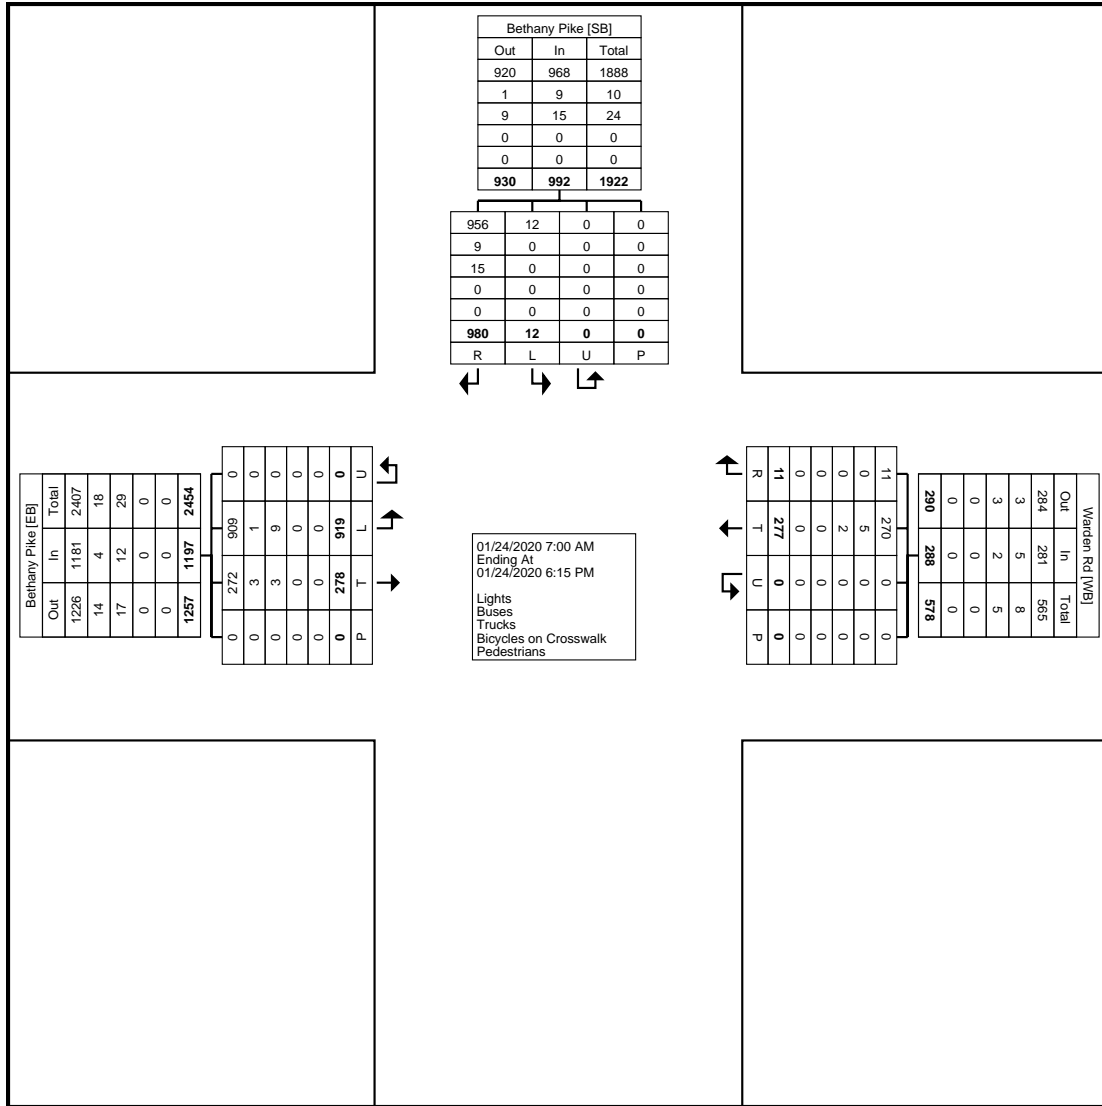 Bethany Pike [SB]
Out In Total
920 968 1888
1 9 10
9 15 24
0 0 0
0 0 0
930 992 1922
956 12 0 0
9 0 0 0
15 0 0 0
0 0 0 0
0 0 0 0
980 12 0 0
R L U P
Bethany Pike [EB]
Total 2407 18 29 0 0 2454
In 1181 4 12 0 0 1197
Out 1226 14 17 0 0 1257
0 0 0 0 0 0 U
909 1 9 0 0 919 L
272 3 3 0 0 278 T
0 0 0 0 0 0 P
01/24/2020 7:00 AM
Ending At
01/24/2020 6:15 PM
Lights
Buses
Trucks
Bicycles on Crosswalk
Pedestrians
R 11 0 0 0 0 11
T 277 0 0 2 5 270
U 0 0 0 0 0 0
P 0 0 0 0 0 0
Warden Rd [WB]
Out 284 3 3 0 0 290
In 281 5 2 0 0 288
Total 565 8 5 0 0 578